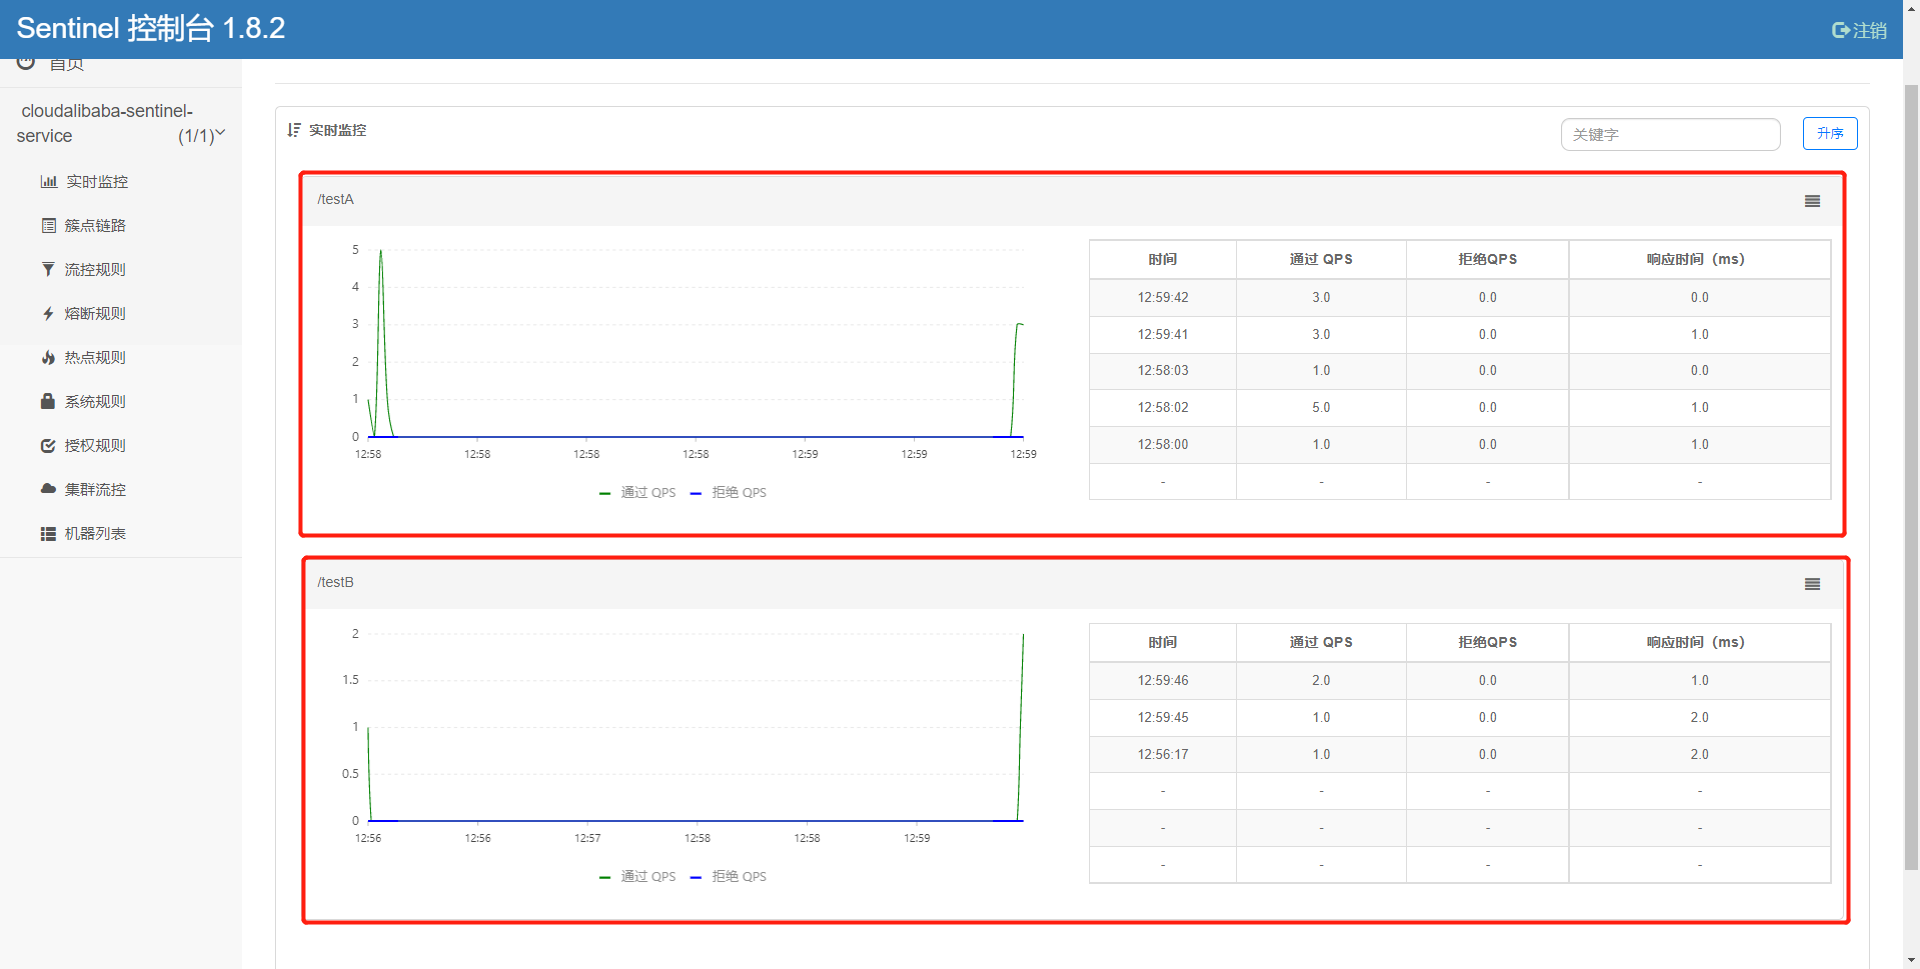 Sentinel 控制台 1.8.2
注销
首页
cloudalibaba-sentinel-
service (1/1)
实时监控
簇点链路
流控规则
熔断规则
热点规则
系统规则
授权规则
集群流控
机器列表
实时监控
关键字
升序
/testA
5
4
3
2
1
0
12:58 12:58 12:58 12:58 12:59 12:59 12:59
通过 QPS 拒绝 QPS
时间 通过 QPS 拒绝QPS 响应时间（ms）
12:59:42 3.0 0.0 0.0
12:59:41 3.0 0.0 1.0
12:58:03 1.0 0.0 0.0
12:58:02 5.0 0.0 1.0
12:58:00 1.0 0.0 1.0
- - - -
/testB
2
1.5
1
0.5
0
12:56 12:56 12:57 12:58 12:58 12:59
通过 QPS 拒绝 QPS
时间 通过 QPS 拒绝QPS 响应时间（ms）
12:59:46 2.0 0.0 1.0
12:59:45 1.0 0.0 2.0
12:56:17 1.0 0.0 2.0
- - - -
- - - -
- - - -